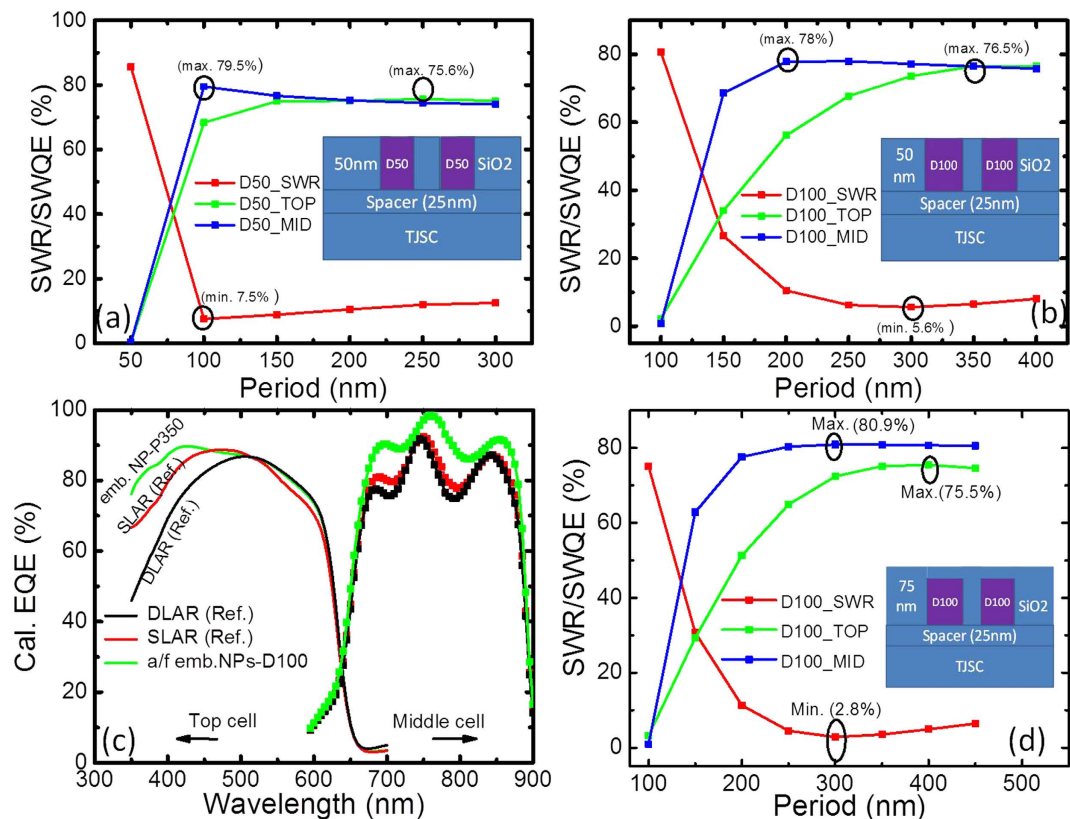 (a)
SWR/SWQE (%)
100
80
60
40
20
0
(max. 79.5%)
(max. 75.6%)
(min. 7.5% )
D50_SWR
D50_TOP
D50_MID
50nm
D50
D50
SiO2
Spacer (25nm)
TJSC
50 100 150 200 250 300
Period (nm)
(b)
SWR/SWQE (%)
80
60
40
20
0
(max. 78%)
(max. 76.5%)
(min. 5.6% )
D100_SWR
D100_TOP
D100_MID
50
nm
D100
D100
SiO2
Spacer (25nm)
TJSC
100 150 200 250 300 350 400
Period (nm)
(c)
Cal. EQE (%)
100
80
60
40
20
0
emb. NP-P350
SLAR (Ref.)
DLAR (Ref.)
DLAR (Ref.)
SLAR (Ref.)
a/f emb.NPs-D100
Top cell
Middle cell
300 400 500 600 700 800 900
Wavelength (nm)
(d)
SWR/SWQE (%)
80
60
40
20
0
Max. (80.9%)
Max.(75.5%)
Min. (2.8%)
D100_SWR
D100_TOP
D100_MID
75
nm
D100
D100
SiO2
Spacer (25nm)
TJSC
100 150 200 250 300 350 400 450 500
Period (nm)